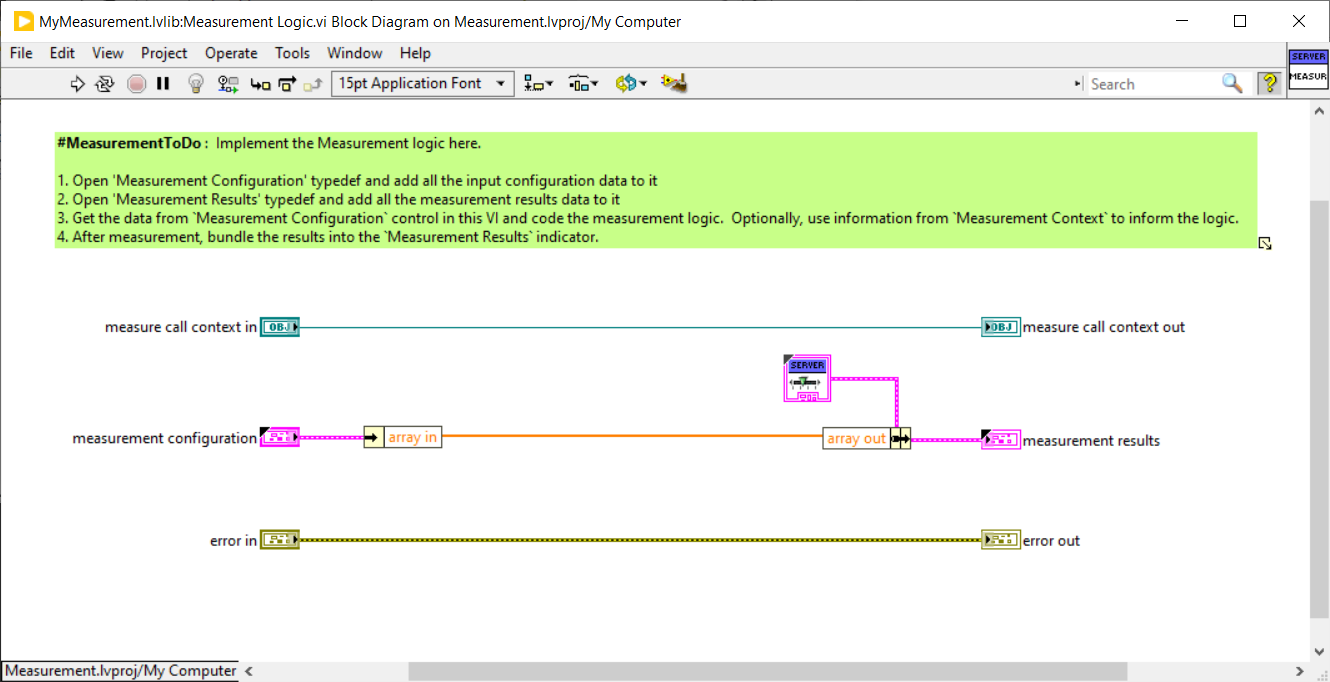 MyMeasurement.lvlib:Measurement Logic.vi Block Diagram on Measurement.lvproj/My Computer
File Edit View Project Operate Tools Window Help
SERVER
MEASUR
15pt Application Font
Search
?
#MeasurementToDo :  Implement the Measurement logic here.
1. Open 'Measurement Configuration' typedef and add all the input configuration data to it
2. Open 'Measurement Results' typedef and add all the measurement results data to it
3. Get the data from `Measurement Configuration` control in this VI and code the measurement logic.  Optionally, use information from `Measurement Context` to inform the logic.
4. After measurement, bundle the results into the `Measurement Results` indicator.
measure call context in OBJ
OBJ measure call context out
SERVER
measurement configuration
array in
array out
measurement results
error in
error out
Measurement.lvproj/My Computer